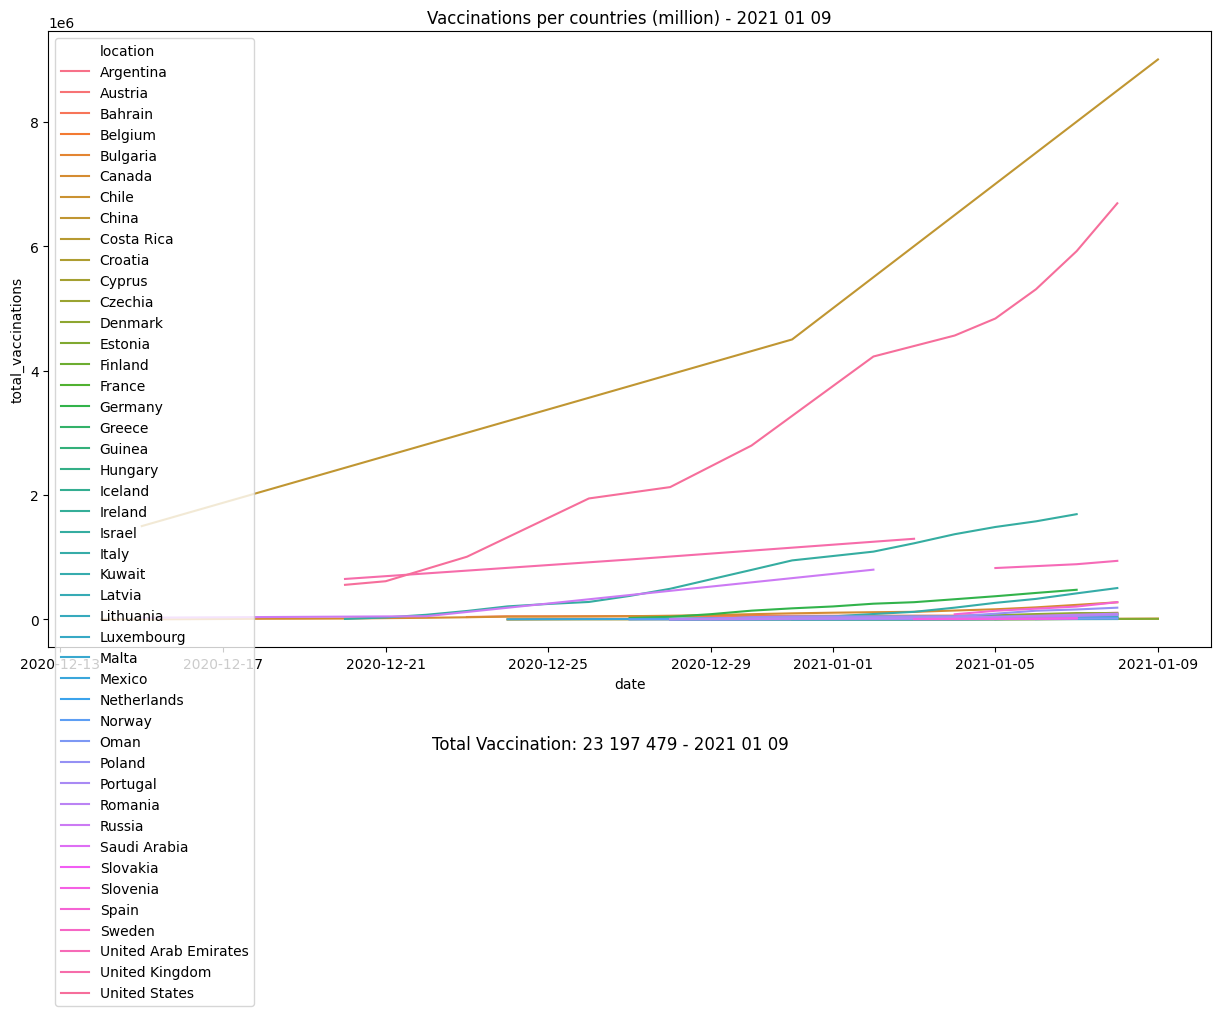 Vaccinations per countries (million) - 2021 01 09
1e6
8
6
4
2
0
total_vaccinations
location
Argentina
Austria
Bahrain
Belgium
Bulgaria
Canada
Chile
China
Costa Rica
Croatia
Cyprus
Czechia
Denmark
Estonia
Finland
France
Germany
Greece
Guinea
Hungary
Iceland
Ireland
Israel
Italy
Kuwait
Latvia
Lithuania
Luxembourg
Malta
Mexico
Netherlands
Norway
Oman
Poland
Portugal
Romania
Russia
Saudi Arabia
Slovakia
Slovenia
Spain
Sweden
United Arab Emirates
United Kingdom
United States
2020-12-13 2020-12-17 2020-12-21 2020-12-25 2020-12-29 2021-01-01 2021-01-05 2021-01-09
date
Total Vaccination: 23 197 479 - 2021 01 09